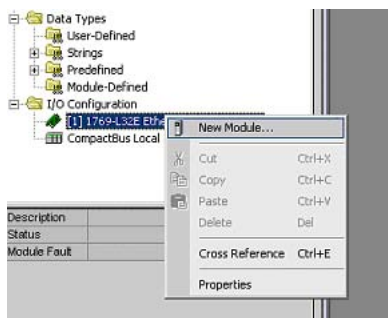 Data Types
User-Defined
Strings
Predefined
Module-Defined
I/O Configuration
[1] 1769-L32E Ethe
CompactBus Local
New Module...
Cut Ctrl+X
Copy Ctrl+C
Paste Ctrl+V
Delete Del
Cross Reference Ctrl+E
Properties
Description
Status
Module Fault